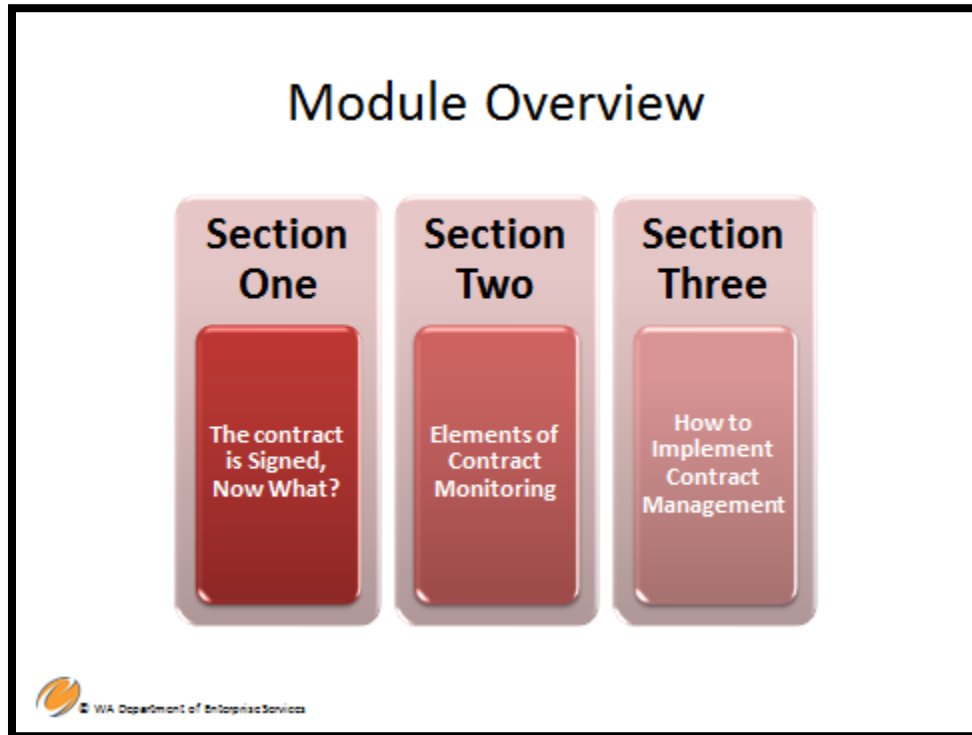 Module Overview
Section
One
The contract
is Signed,
Now What?
Section
Two
Elements of
Contract
Monitoring
Section
Three
How to
Implement
Contract
Management
© WA Department of Enterprise Services